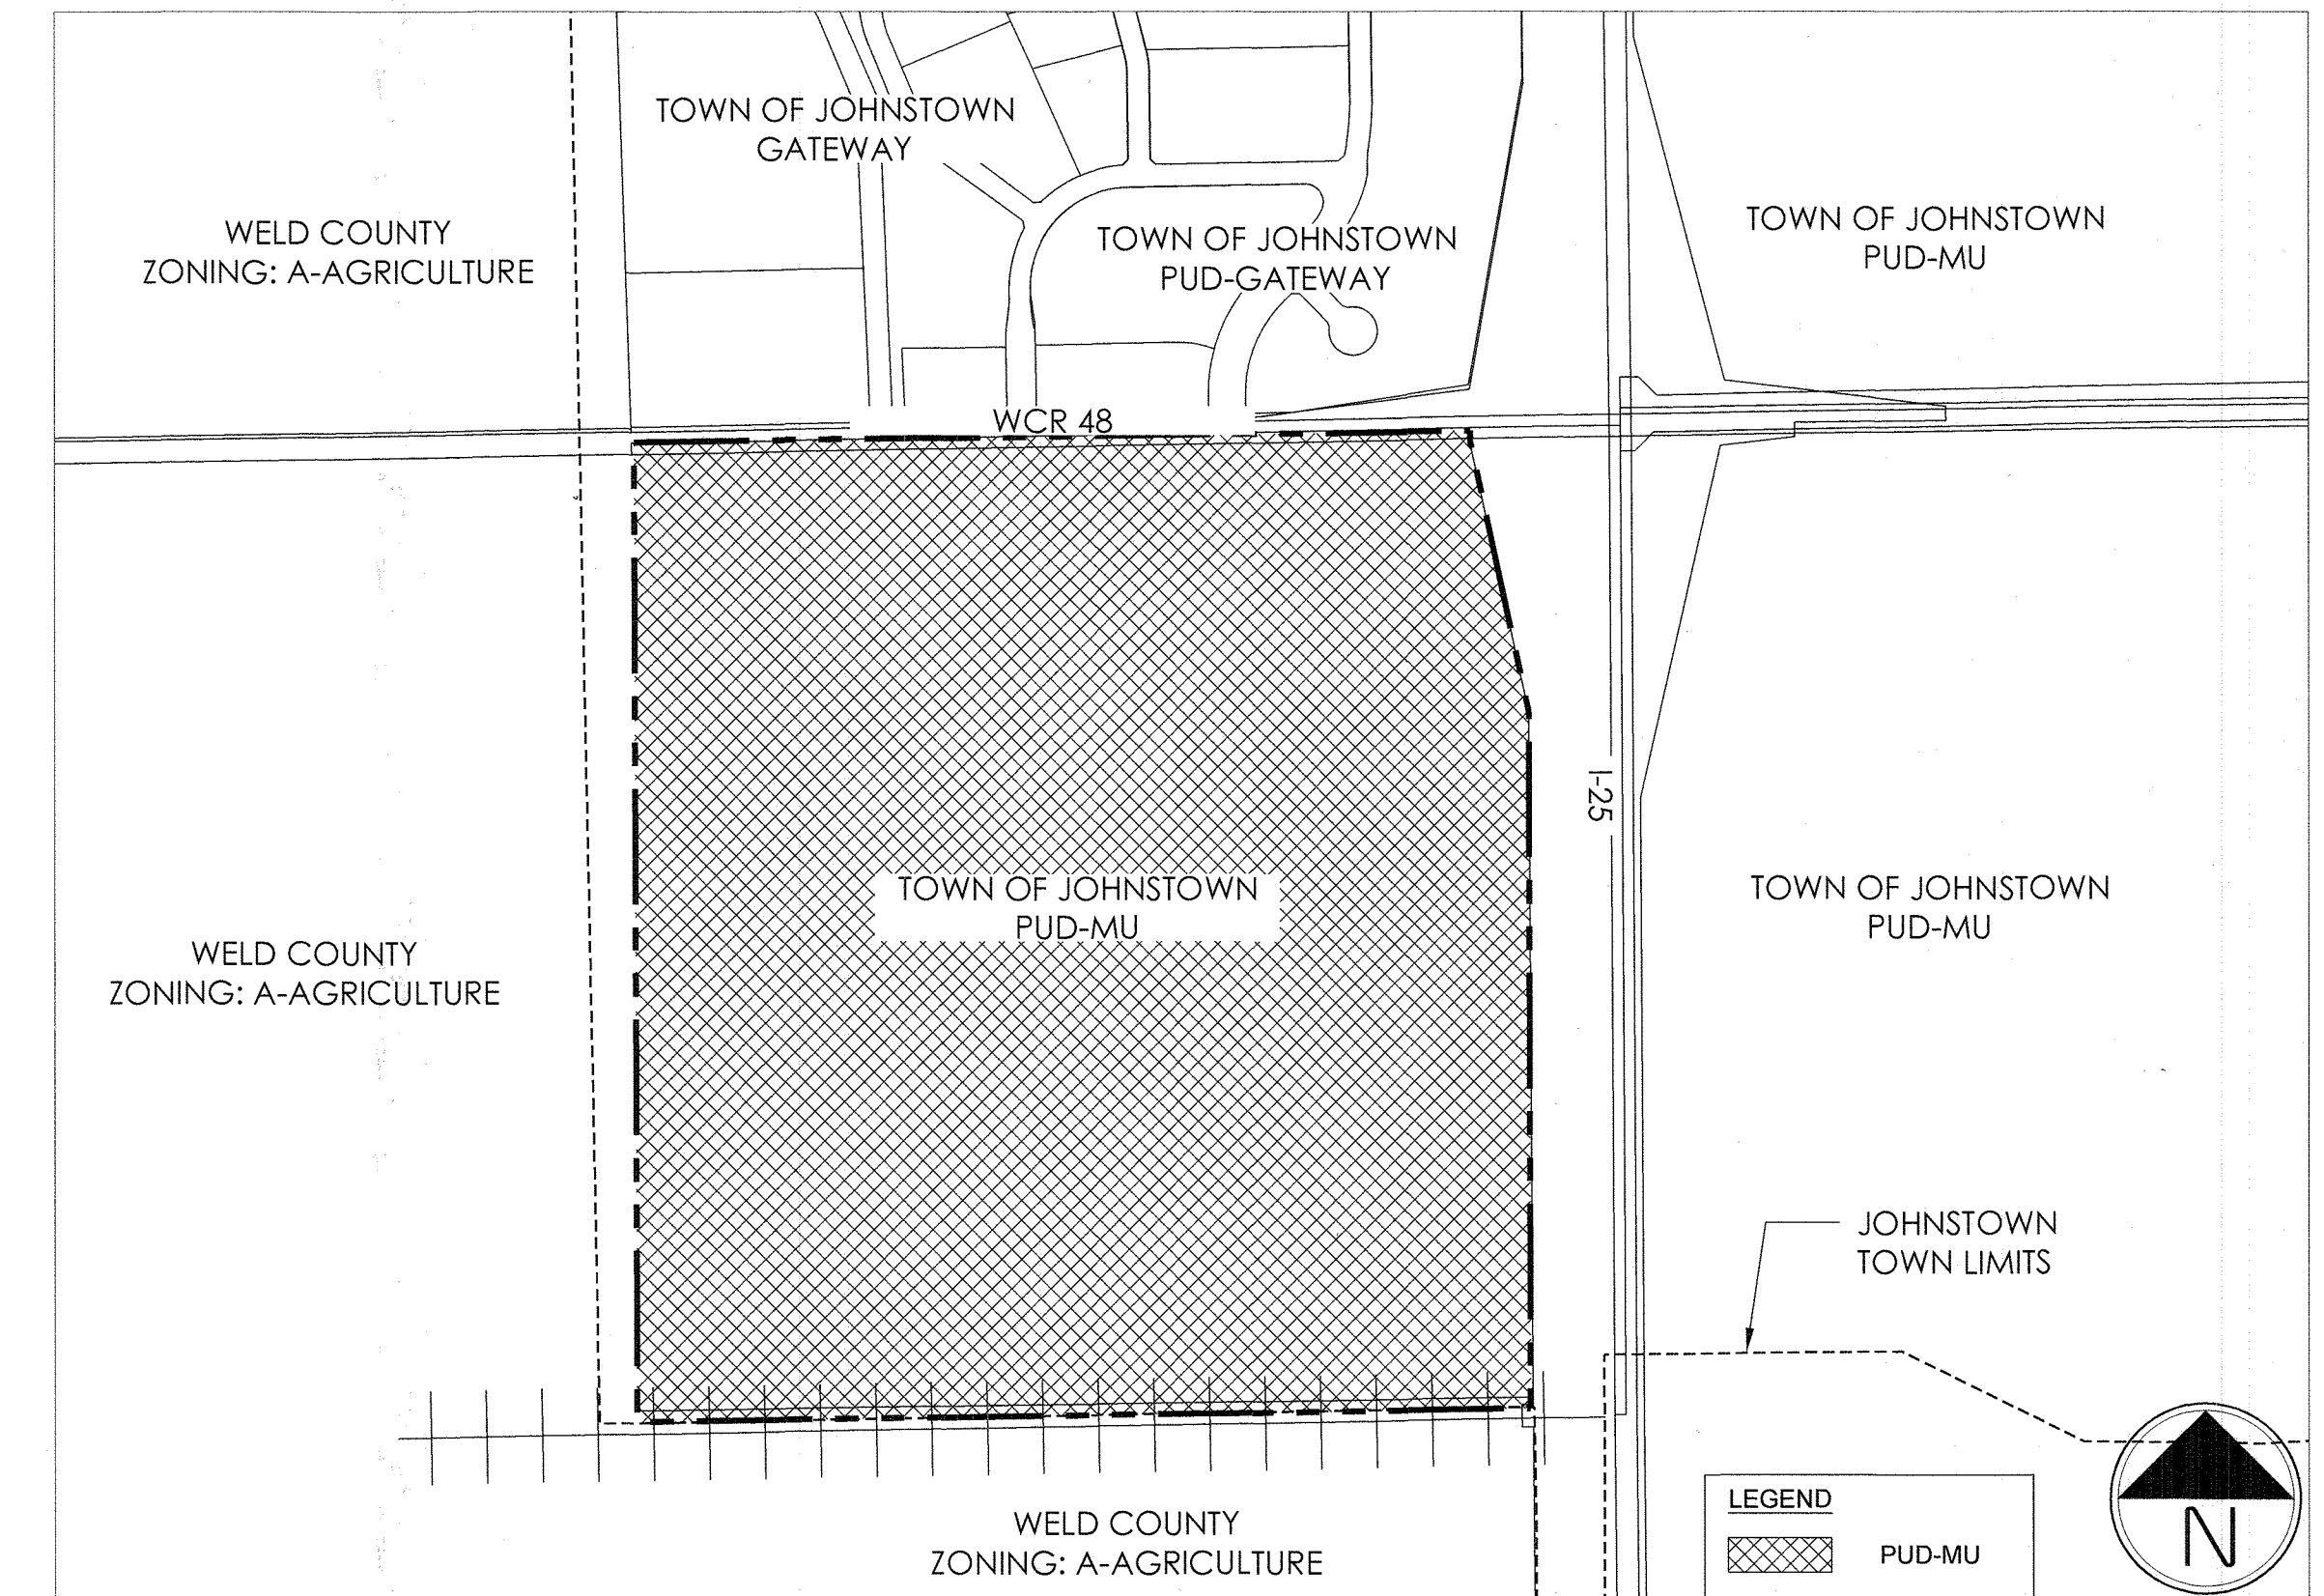 TOWN OF JOHNSTOWN
GATEWAY
WELD COUNTY
ZONING: A-AGRICULTURE
TOWN OF JOHNSTOWN
PUD-GATEWAY
TOWN OF JOHNSTOWN
PUD-MU
WCR 48
I-25
TOWN OF JOHNSTOWN
PUD-MU
TOWN OF JOHNSTOWN
PUD-MU
WELD COUNTY
ZONING: A-AGRICULTURE
JOHNSTOWN
TOWN LIMITS
WELD COUNTY
ZONING: A-AGRICULTURE
LEGEND
PUD-MU
N